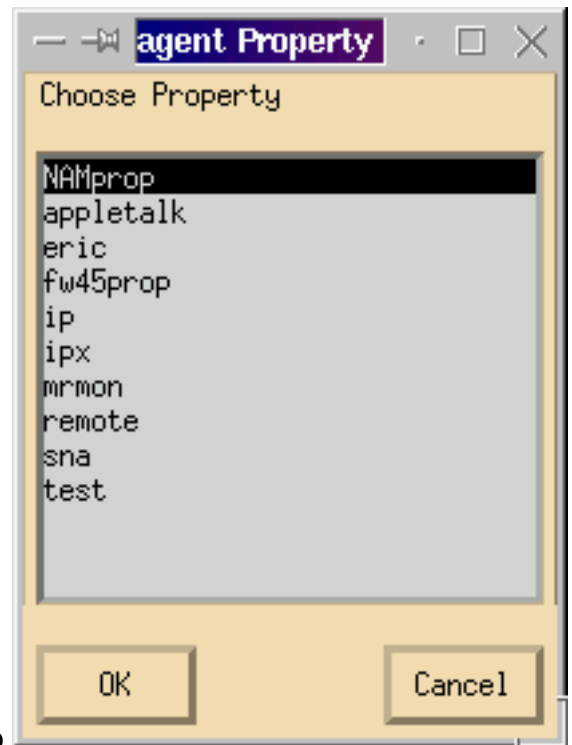 agent Property
Choose Property
NAMprop
appletalk
eric
fw45prop
ip
ipx
mrmon
remote
sna
test
OK
Cancel